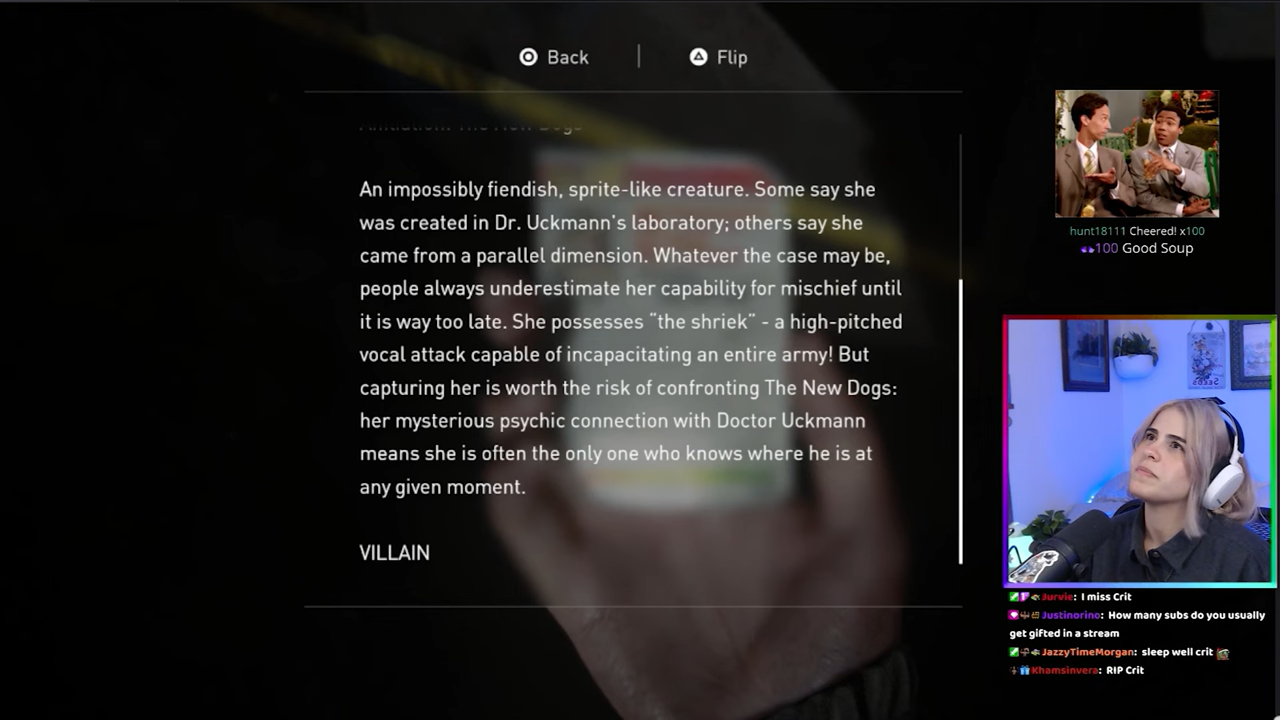 Back | Flip
Affiliation: The New Dogs
An impossibly fiendish, sprite-like creature. Some say she
was created in Dr. Uckmann's laboratory; others say she
came from a parallel dimension. Whatever the case may be,
people always underestimate her capability for mischief until
it is way too late. She possesses “the shriek” - a high-pitched
vocal attack capable of incapacitating an entire army! But
capturing her is worth the risk of confronting The New Dogs:
her mysterious psychic connection with Doctor Uckmann
means she is often the only one who knows where he is at
any given moment.
VILLAIN
hunt18111 Cheered! x100
100 Good Soup
Jurvie: I miss Crit
Justinorino: How many subs do you usually
get gifted in a stream
JazzyTimeMorgan: sleep well crit
Khamsinvera: RIP Crit